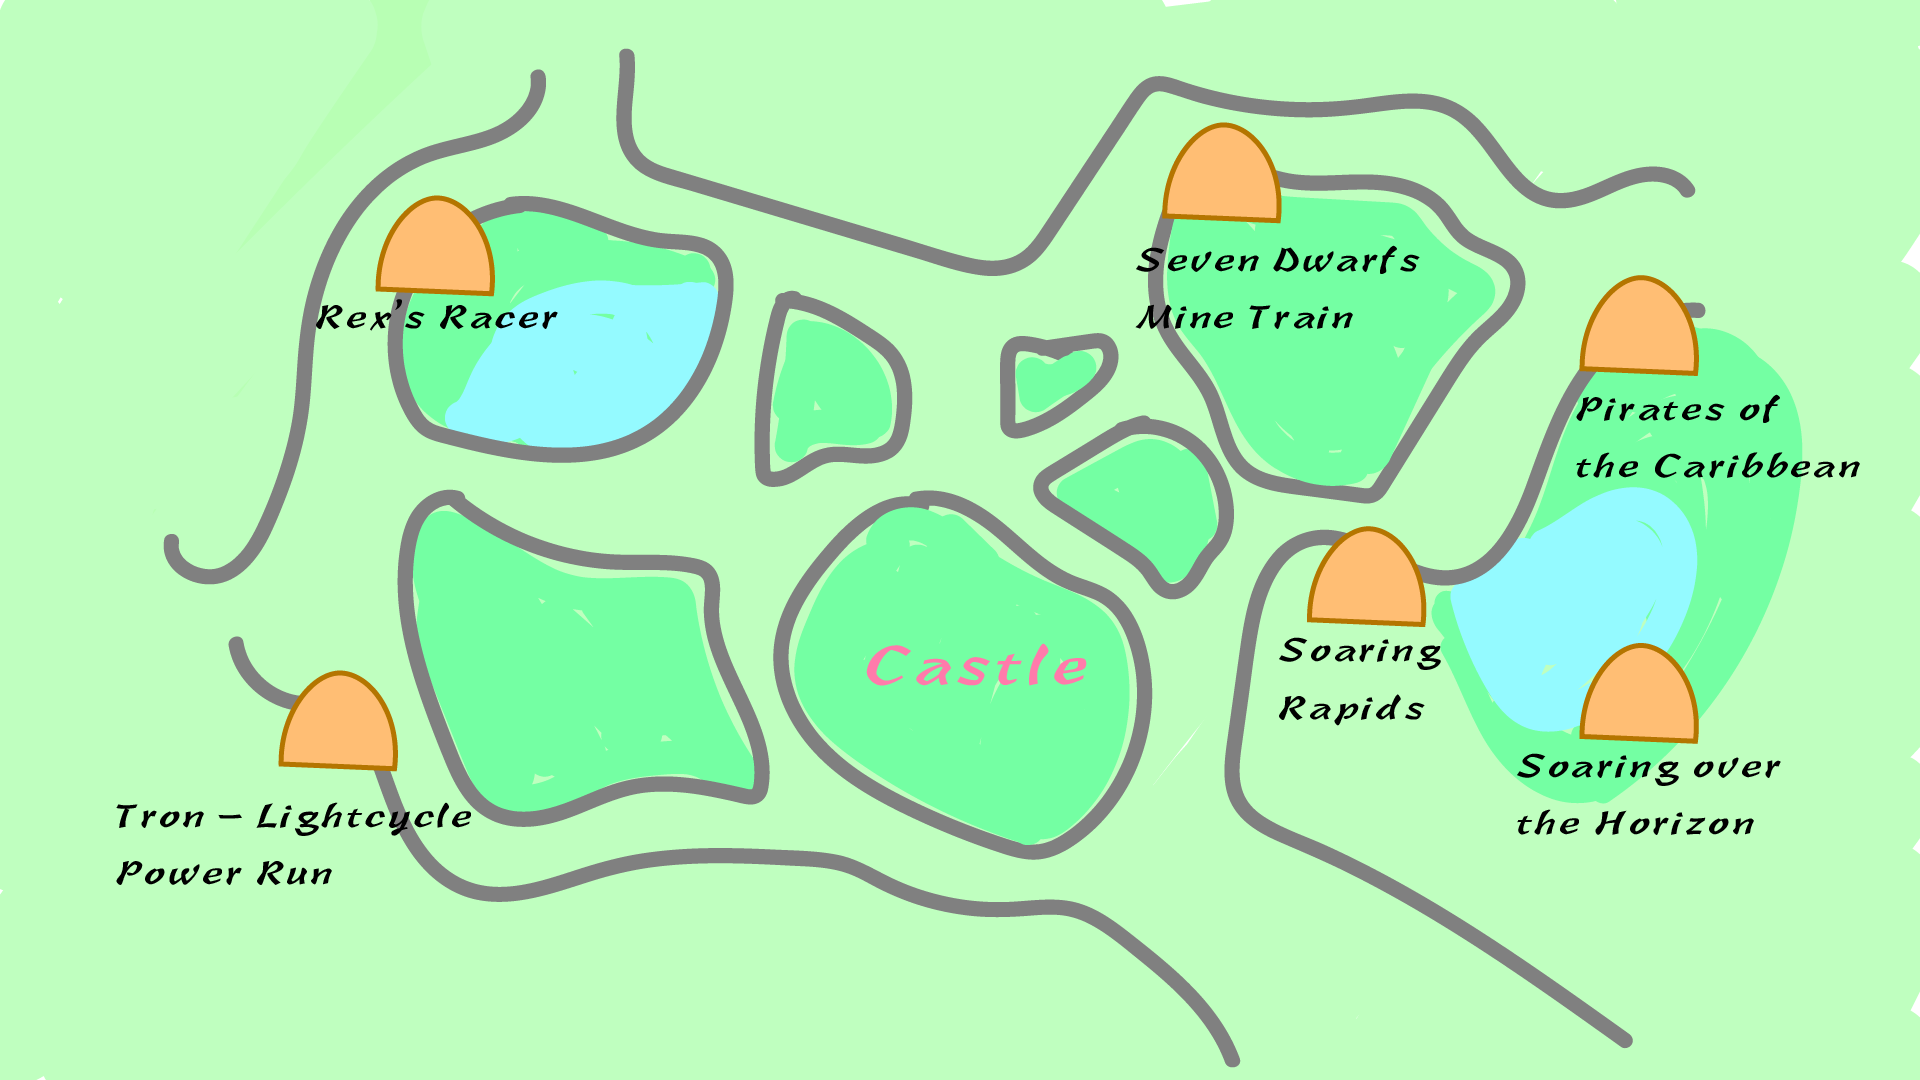 Seven Dwarfs
Mine Train
Rex's Racer
Pirates of
the Caribbean
Castle
Soaring
Rapids
Soaring over
the Horizon
Tron – Lightcycle
Power Run